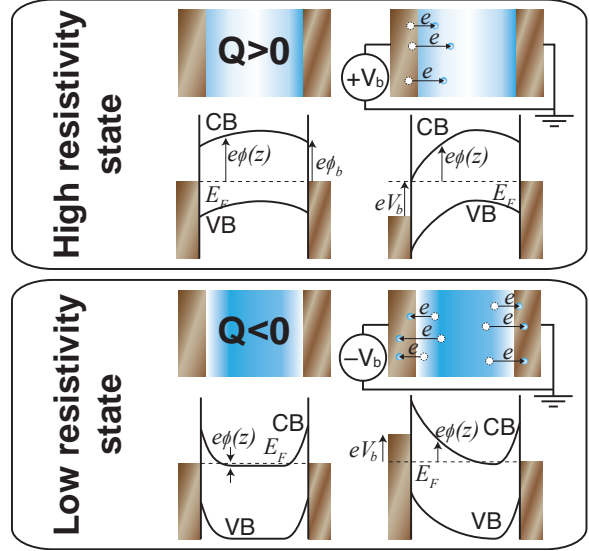 High resistivity
state
Q>0
e
e
e
+V_b
CB
eϕ(z)
eϕ_b
E_F
VB
CB
eϕ(z)
eV_b
E_F
VB
Low resistivity
state
Q<0
e
e
e
e
e
e
−V_b
CB
eϕ(z)
E_F
VB
CB
eϕ(z)
eV_b
E_F
VB